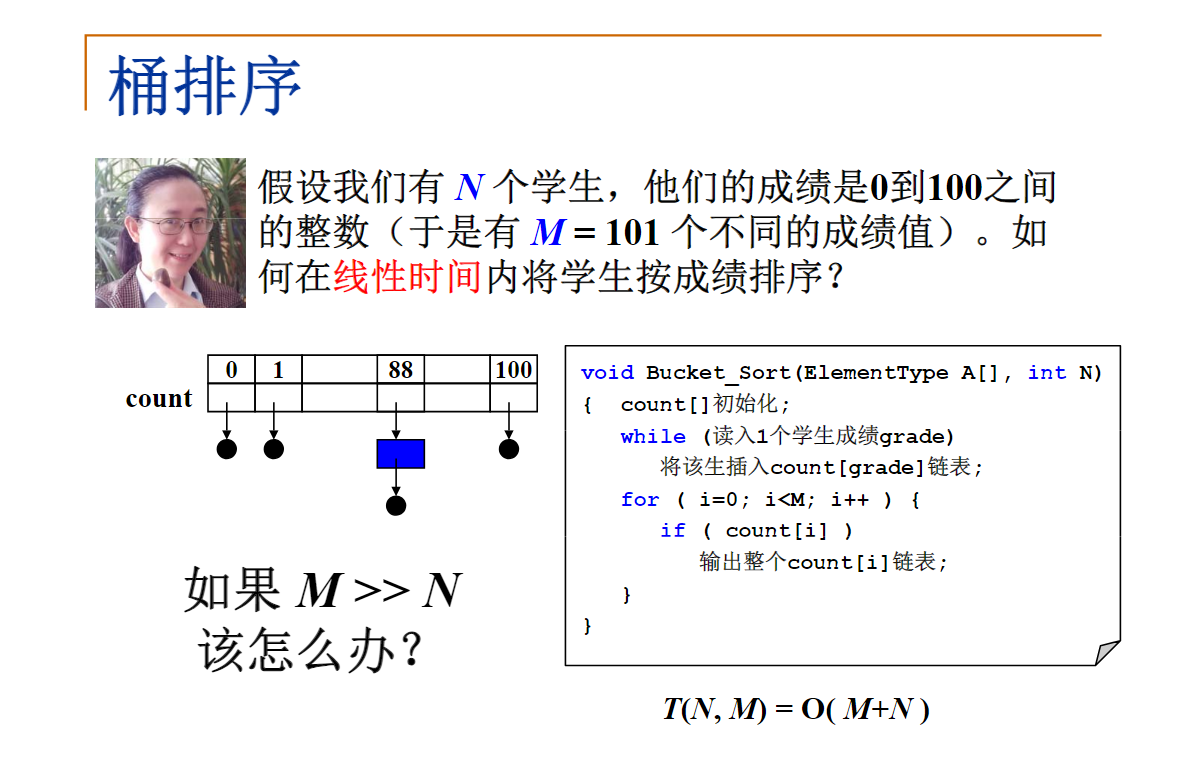 桶排序
假设我们有 N 个学生，他们的成绩是0到100之间
的整数（于是有 M = 101 个不同的成绩值）。如
何在线性时间内将学生按成绩排序？
0 1 88 100
count
void Bucket_Sort(ElementType A[], int N)
{ count[]初始化;
while (读入1个学生成绩grade)
将该生插入count[grade]链表;
for ( i=0; i<M; i++ ) {
if ( count[i] )
输出整个count[i]链表;
}
}
如果 M >> N
该怎么办？
T(N, M) = O( M+N )